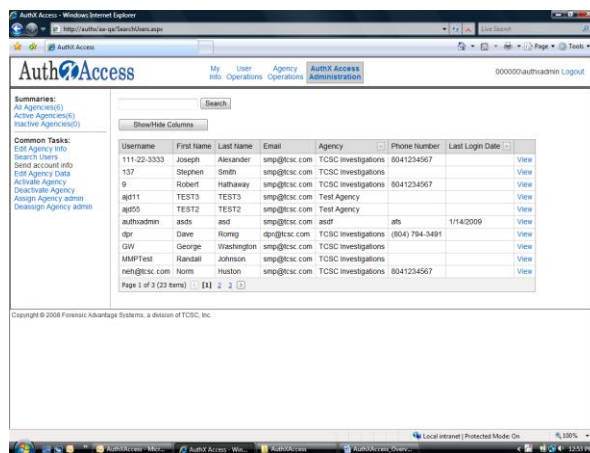 AuthX Access - Windows Internet Explorer
http://authx/aw-qa/SearchUsers.aspx
Live Search
AuthX Access
Page
Tools
AuthXAccess
My Info
User Operations
Agency Operations
AuthX Access Administration
000000\authxadmin Logout
Summaries:
All Agencies(6)
Active Agencies(6)
Inactive Agencies(0)
Common Tasks:
Edit Agency Info
Search Users
Send account info
Edit Agency Data
Activate Agency
Deactivate Agency
Assign Agency admin
Deassign Agency admin
Search
Show/Hide Columns
Username First Name Last Name Email Agency Phone Number Last Login Date
111-22-3333 Joseph Alexander smp@tcsc.com TCSC Investigations 8041234567 View
137 Stephen Smith smp@tcsc.com TCSC Investigations View
9 Robert Hathaway smp@tcsc.com TCSC Investigations 8041234567 View
ajd11 TEST3 TEST3 smp@tcsc.com Test Agency View
ajd55 TEST2 TEST2 smp@tcsc.com Test Agency View
authxadmin asds asd smp@tcsc.com asdf afs 1/14/2009 View
dpr Dave Romig dpr@tcsc.com TCSC Investigations (804) 794-3491 View
GW George Washington smp@tcsc.com TCSC Investigations View
MMPTest Randall Johnson smp@tcsc.com TCSC Investigations View
neh@tcsc.com Norm Huston smp@tcsc.com TCSC Investigations 8041234567 View
Page 1 of 3 (23 items) [1] 2 3
Copyright © 2008 Forensic Advantage Systems, a division of TCSC, Inc.
Local intranet | Protected Mode: On
100%
AuthXAccess - Micr...
AuthX Access - Win...
AuthXAccess
AuthXAccess_Overv...
12:53 PM